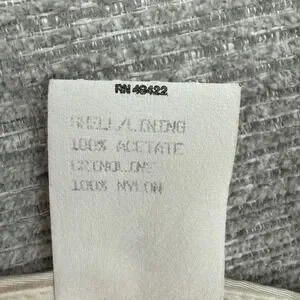 RN 49422
SHELL/LINING
100% ACETATE
CRINOLINE
100% NYLON